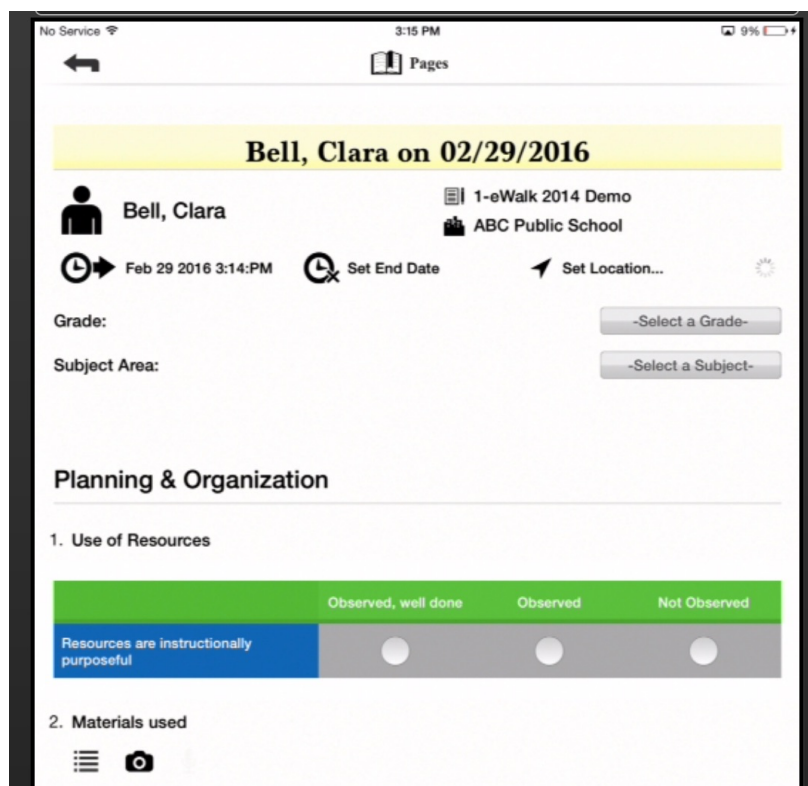 No Service 3:15 PM 9%
Pages
Bell, Clara on 02/29/2016
Bell, Clara
1-eWalk 2014 Demo
ABC Public School
Feb 29 2016 3:14:PM Set End Date Set Location...
Grade: -Select a Grade-
Subject Area: -Select a Subject-
Planning & Organization
1. Use of Resources
Observed, well done Observed Not Observed
Resources are instructionally
purposeful
2. Materials used